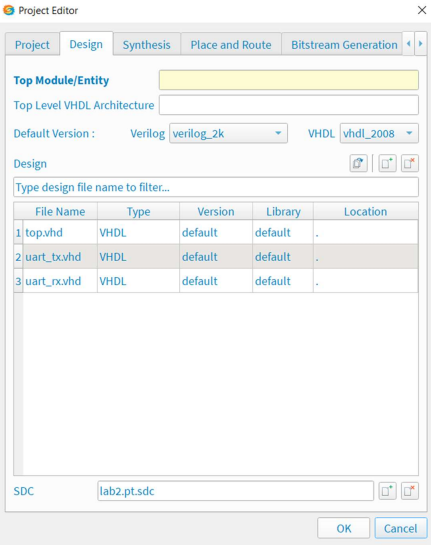 Project Editor
Project Design Synthesis Place and Route Bitstream Generation
Top Module/Entity
Top Level VHDL Architecture
Default Version : Verilog verilog_2k VHDL vhdl_2008
Design
Type design file name to filter...
File Name Type Version Library Location
1 top.vhd VHDL default default .
2 uart_tx.vhd VHDL default default .
3 uart_rx.vhd VHDL default default .
SDC lab2.pt.sdc
OK Cancel